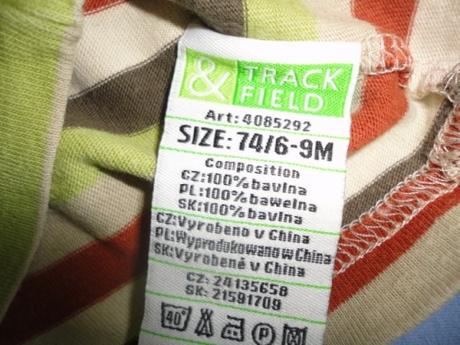 & TRACK
FIELD
Art: 4085292
SIZE: 74/6-9M
Composition
CZ:100% bavlna
PL:100% bawełna
SK:100% bavlna
CZ:Vyrobeno v China
PL:Wyprodukowano w China
SK:Vyrobené v China
CZ: 24135658
SK: 21591709
40°
P